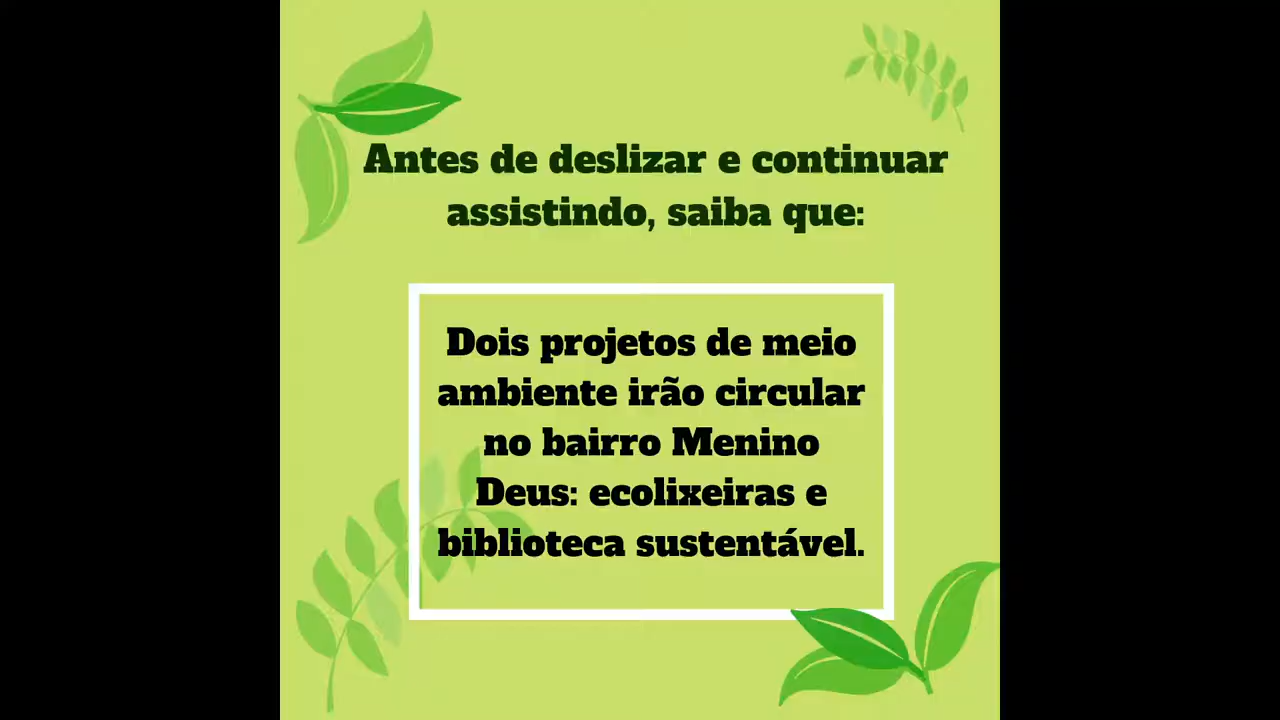 Antes de deslizar e continuar
assistindo, saiba que:
Dois projetos de meio
ambiente irão circular
no bairro Menino
Deus: ecolixeiras e
biblioteca sustentável.